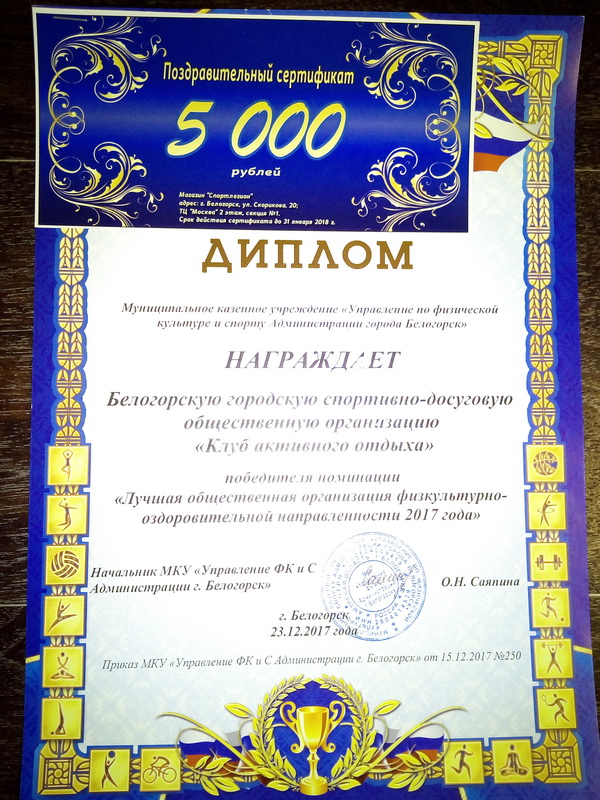 Поздравительный сертификат
5 000
рублей
Магазин "Спортлегион"
адрес: г. Белогорск, ул. Скорикова, 20;
ТЦ "Москва" 2 этаж, секция №1.
Срок действия сертификата до 31 января 2018 г.
ДИПЛОМ
Муниципальное казенное учреждение «Управление по физической
культуре и спорту Администрации города Белогорск»
НАГРАЖДАЕТ
Белогорскую городскую спортивно-досуговую
общественную организацию
«Клуб активного отдыха»
победителя номинации
«Лучшая общественная организация физкультурно-
оздоровительной направленности 2017 года»
Начальник МКУ «Управление ФК и С
Администрации г. Белогорск»
О.Н. Саяпина
г. Белогорск
23.12.2017 года
Приказ МКУ «Управление ФК и С Администрации г. Белогорск» от 15.12.2017 №250